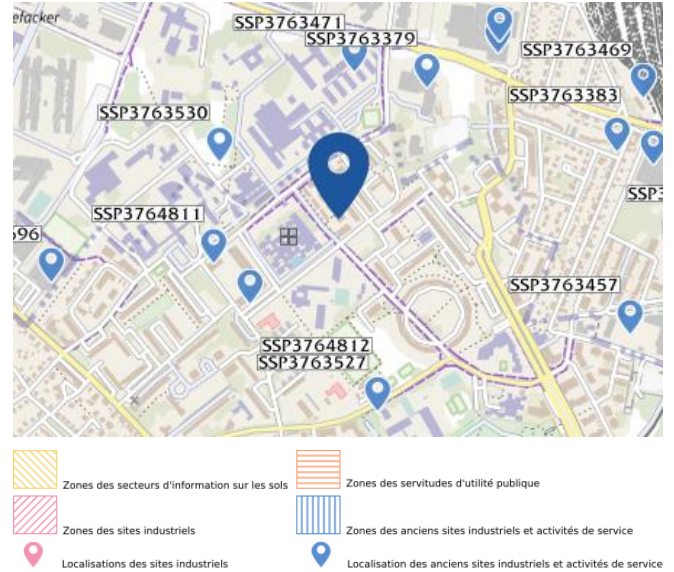 efacker
SSP3763471
SSP3763379
SSP3763469
SSP3763383
SSP3763530
SSP3
SSP3764811
696
SSP3763457
SSP3764812
SSP3763527
Zones des secteurs d'information sur les sols
Zones des servitudes d'utilité publique
Zones des sites industriels
Zones des anciens sites industriels et activités de service
Localisations des sites industriels
Localisation des anciens sites industriels et activités de service